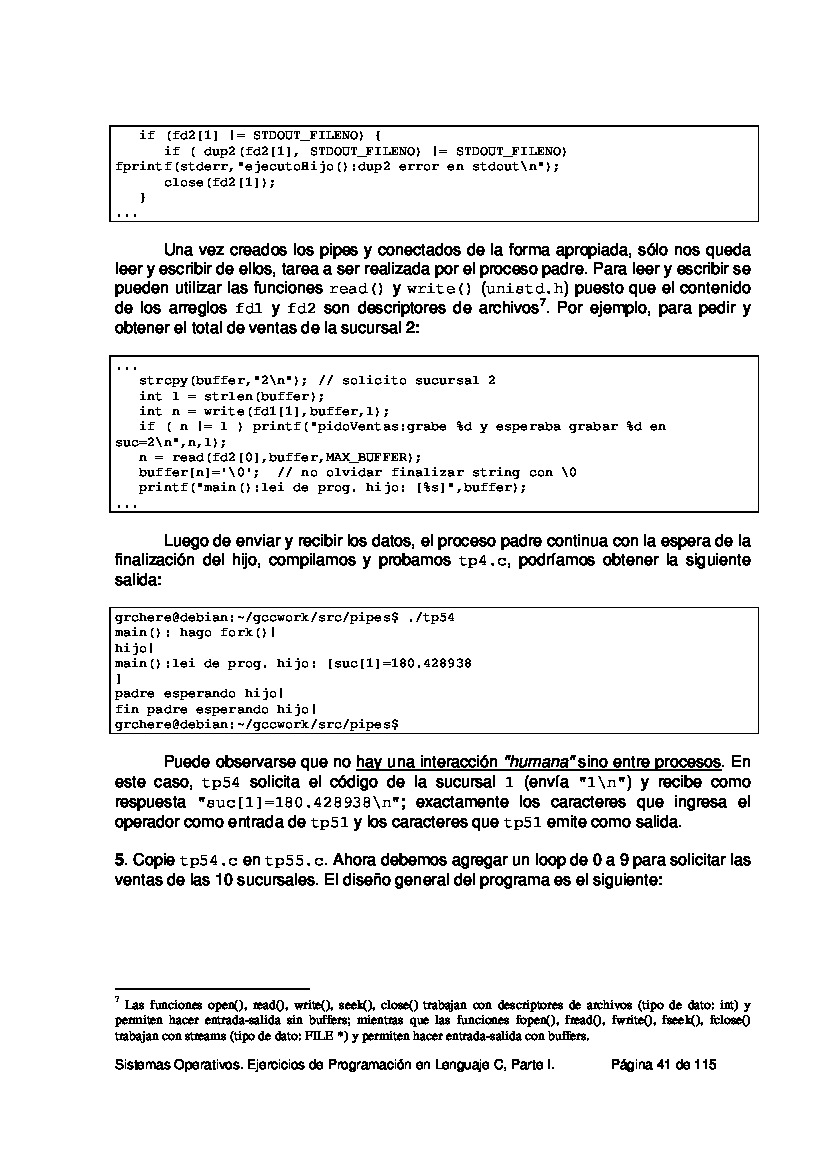 if (fd2[1] != STDOUT_FILENO) {
if ( dup2(fd2[1], STDOUT_FILENO) != STDOUT_FILENO)
fprintf(stderr,"ejecutoHijo():dup2 error en stdout\n");
close(fd2[1]);
}
...
Una vez creados los pipes y conectados de la forma apropiada, sólo nos queda
leer y escribir de ellos, tarea a ser realizada por el proceso padre. Para leer y escribir se
pueden utilizar las funciones read() y write() (unistd.h) puesto que el contenido
de los arreglos fd1 y fd2 son descriptores de archivos7. Por ejemplo, para pedir y
obtener el total de ventas de la sucursal 2:
...
strcpy(buffer,"2\n"); // solicito sucursal 2
int l = strlen(buffer);
int n = write(fd1[1],buffer,l);
if ( n != l ) printf("pidoVentas:grabe %d y esperaba grabar %d en
suc=2\n",n,l);
n = read(fd2[0],buffer,MAX_BUFFER);
buffer[n]='\0'; // no olvidar finalizar string con \0
printf("main():lei de prog. hijo: [%s]",buffer);
...
Luego de enviar y recibir los datos, el proceso padre continua con la espera de la
finalización del hijo, compilamos y probamos tp4.c, podríamos obtener la siguiente
salida:
grchere@debian:~/gccwork/src/pipes$ ./tp54
main(): hago fork()!
hijo!
main():lei de prog. hijo: [suc[1]=180.428938
]
padre esperando hijo!
fin padre esperando hijo!
grchere@debian:~/gccwork/src/pipes$
Puede observarse que no hay una interacción "humana" sino entre procesos. En
este caso, tp54 solicita el código de la sucursal 1 (envía "1\n") y recibe como
respuesta "suc[1]=180.428938\n"; exactamente los caracteres que ingresa el
operador como entrada de tp51 y los caracteres que tp51 emite como salida.
5. Copie tp54.c en tp55.c. Ahora debemos agregar un loop de 0 a 9 para solicitar las
ventas de las 10 sucursales. El diseño general del programa es el siguiente:
7 Las funciones open(), read(), write(), seek(), close() trabajan con descriptores de archivos (tipo de dato: int) y
permiten hacer entrada-salida sin buffers; mientras que las funciones fopen(), fread(), fwrite(), fseek(), fclose()
trabajan con streams (tipo de dato: FILE *) y permiten hacer entrada-salida con buffers.
Sistemas Operativos. Ejercicios de Programación en Lenguaje C, Parte I. Página 41 de 115